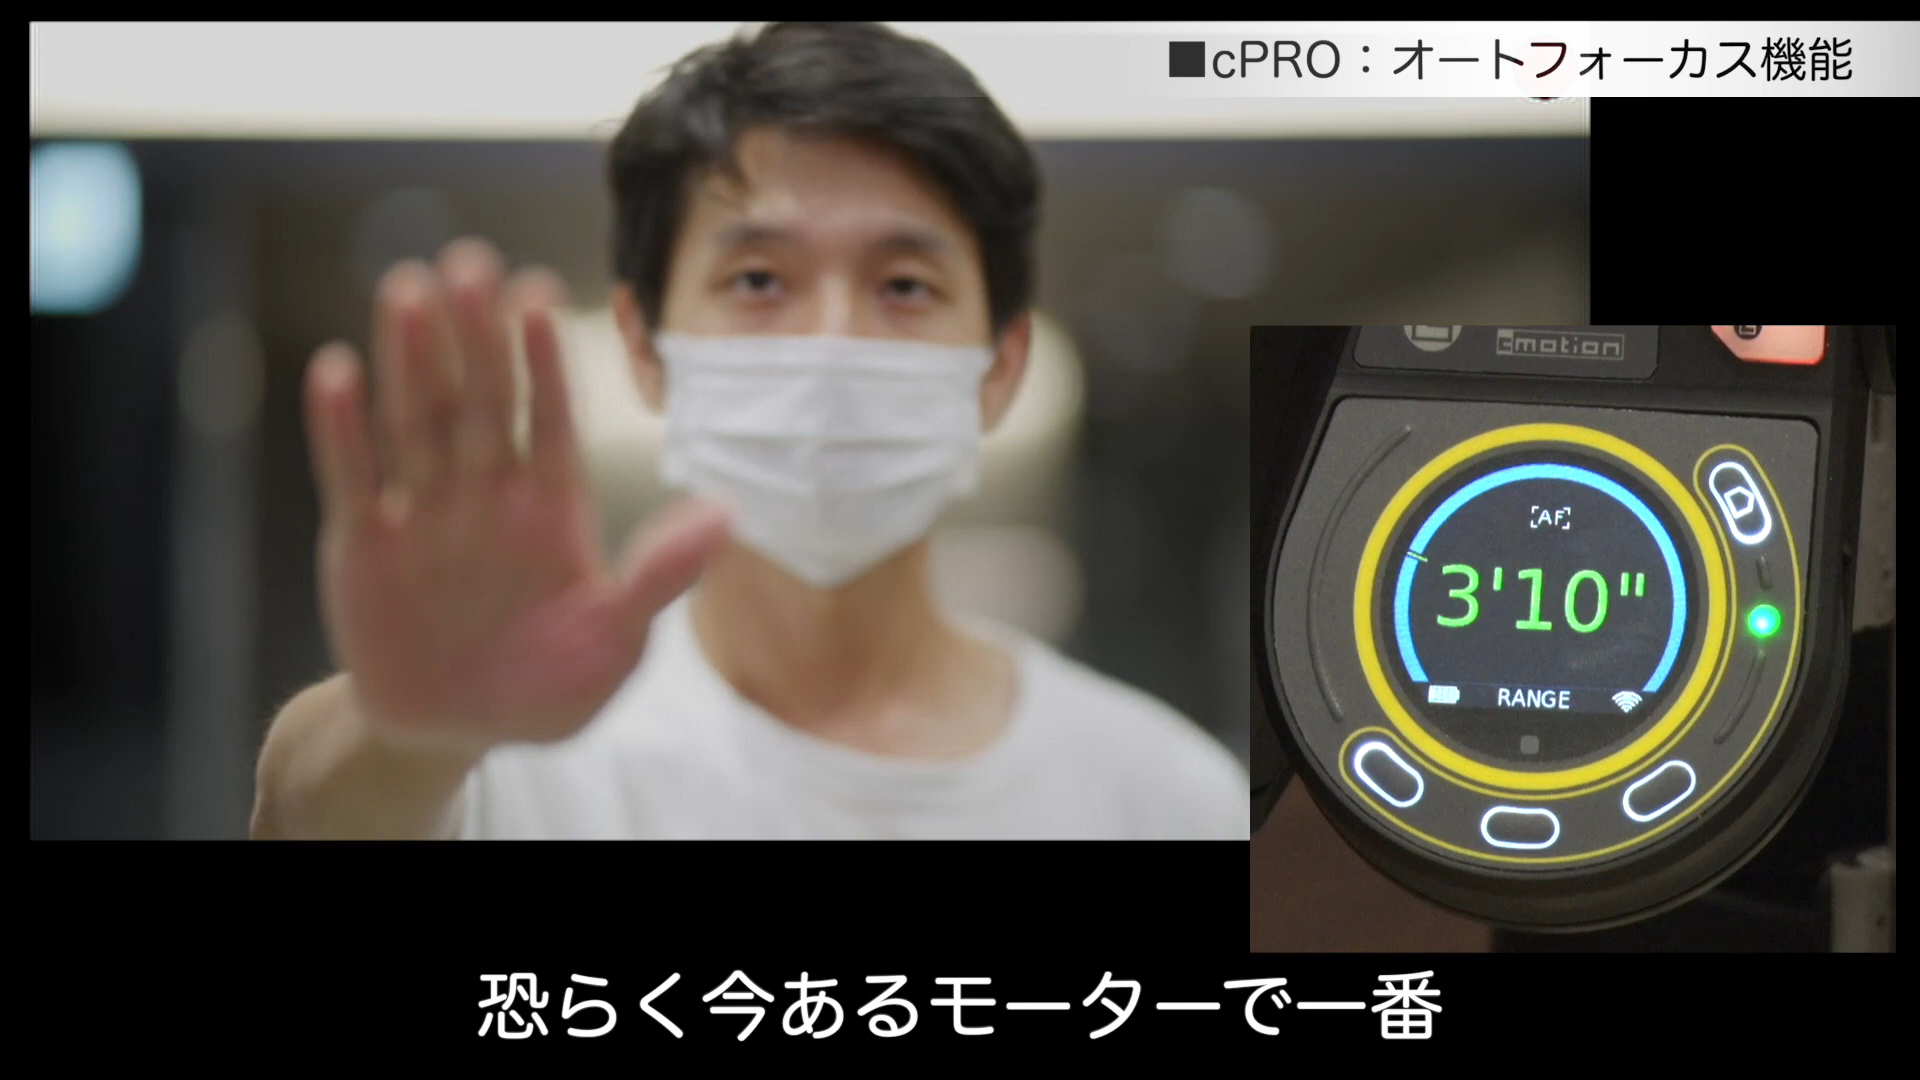 ■cPRO：オートフォーカス機能
cmotion
[AF]
3'10"
RANGE
恐らく今あるモーターで一番